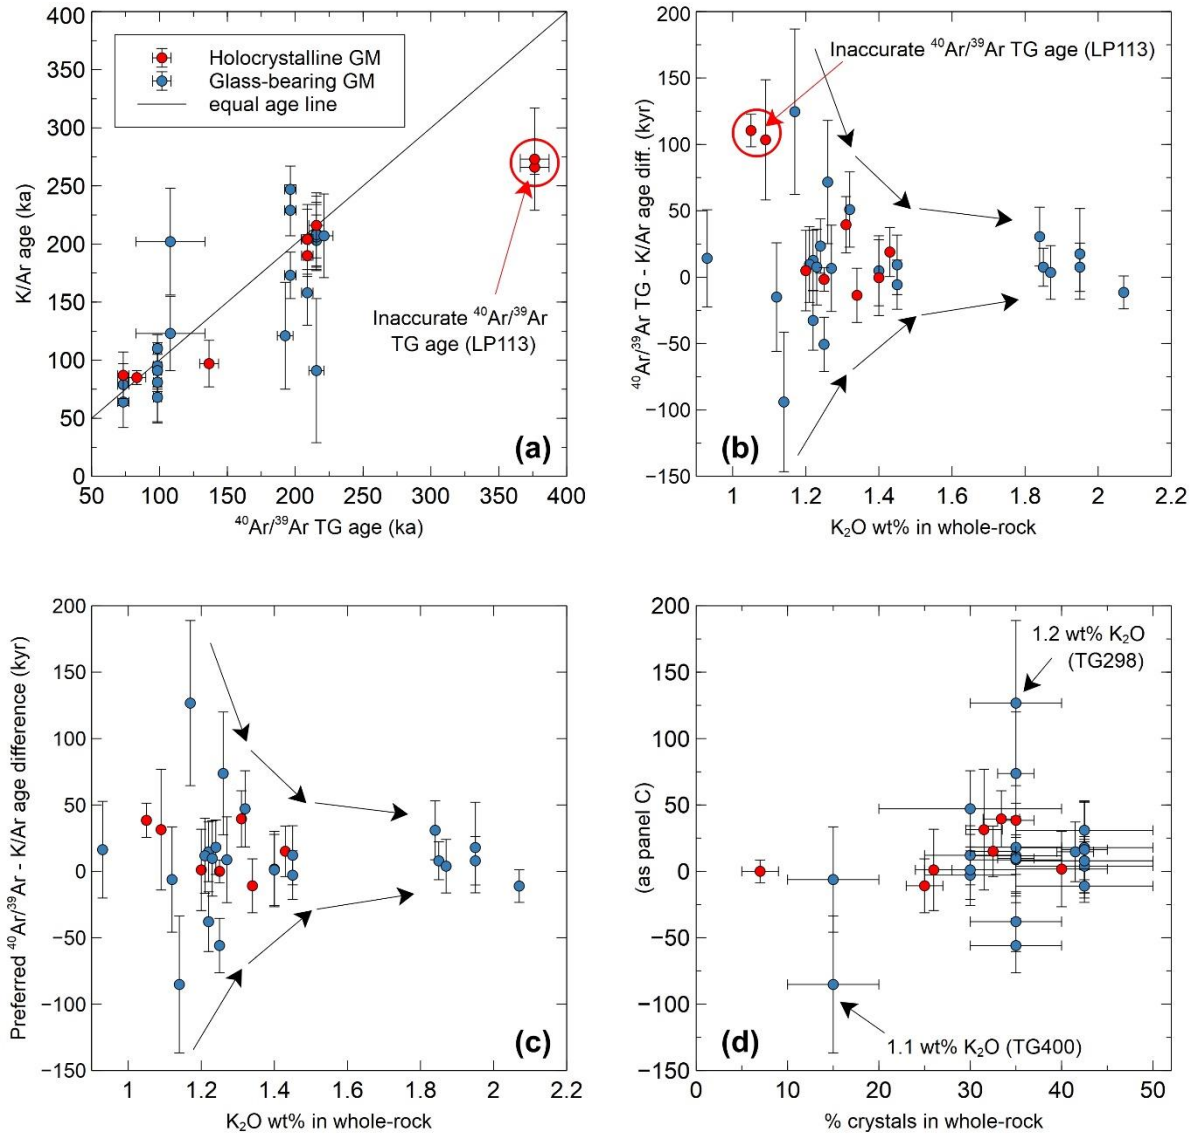 400
350
300
250
200
150
100
50
0
K/Ar age (ka)
Holocrystalline GM
Glass-bearing GM
equal age line
Inaccurate ⁴⁰Ar/³⁹Ar
TG age (LP113)
(a)
50 100 150 200 250 300 350 400
⁴⁰Ar/³⁹Ar TG age (ka)
200
150
100
50
0
−50
−100
−150
⁴⁰Ar/³⁹Ar TG - K/Ar age diff. (kyr)
Inaccurate ⁴⁰Ar/³⁹Ar TG age (LP113)
(b)
1 1.2 1.4 1.6 1.8 2 2.2
K₂O wt% in whole-rock
200
150
100
50
0
−50
−100
−150
Preferred ⁴⁰Ar/³⁹Ar - K/Ar age difference (kyr)
(c)
1 1.2 1.4 1.6 1.8 2 2.2
K₂O wt% in whole-rock
200
150
100
50
0
−50
−100
−150
(as panel C)
1.2 wt% K₂O
(TG298)
1.1 wt% K₂O (TG400)
(d)
0 10 20 30 40 50
% crystals in whole-rock